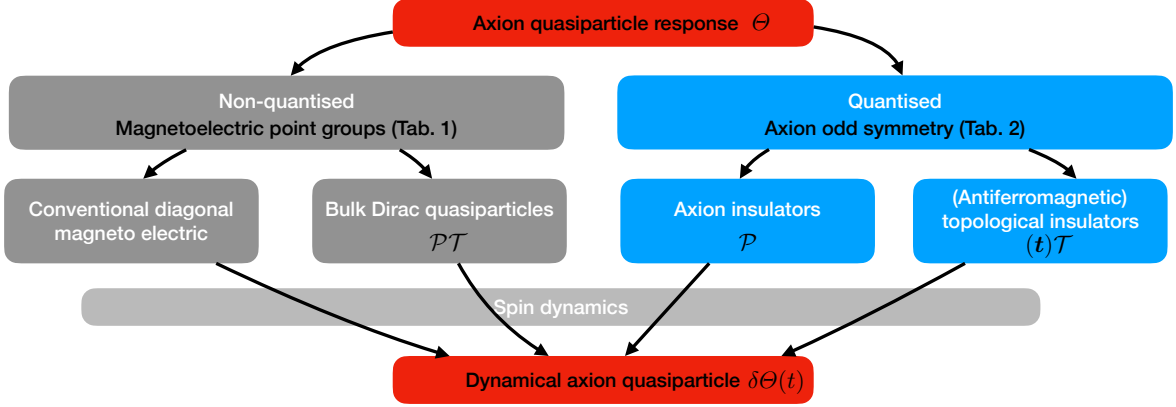 Axion quasiparticle response Θ
Non-quantised
Magnetoelectric point groups (Tab. 1)
Quantised
Axion odd symmetry (Tab. 2)
Conventional diagonal
magneto electric
Bulk Dirac quasiparticles
𝒫𝒯
Axion insulators
𝒫
(Antiferromagnetic)
topological insulators
(t)𝒯
Spin dynamics
Dynamical axion quasiparticle δΘ(t)